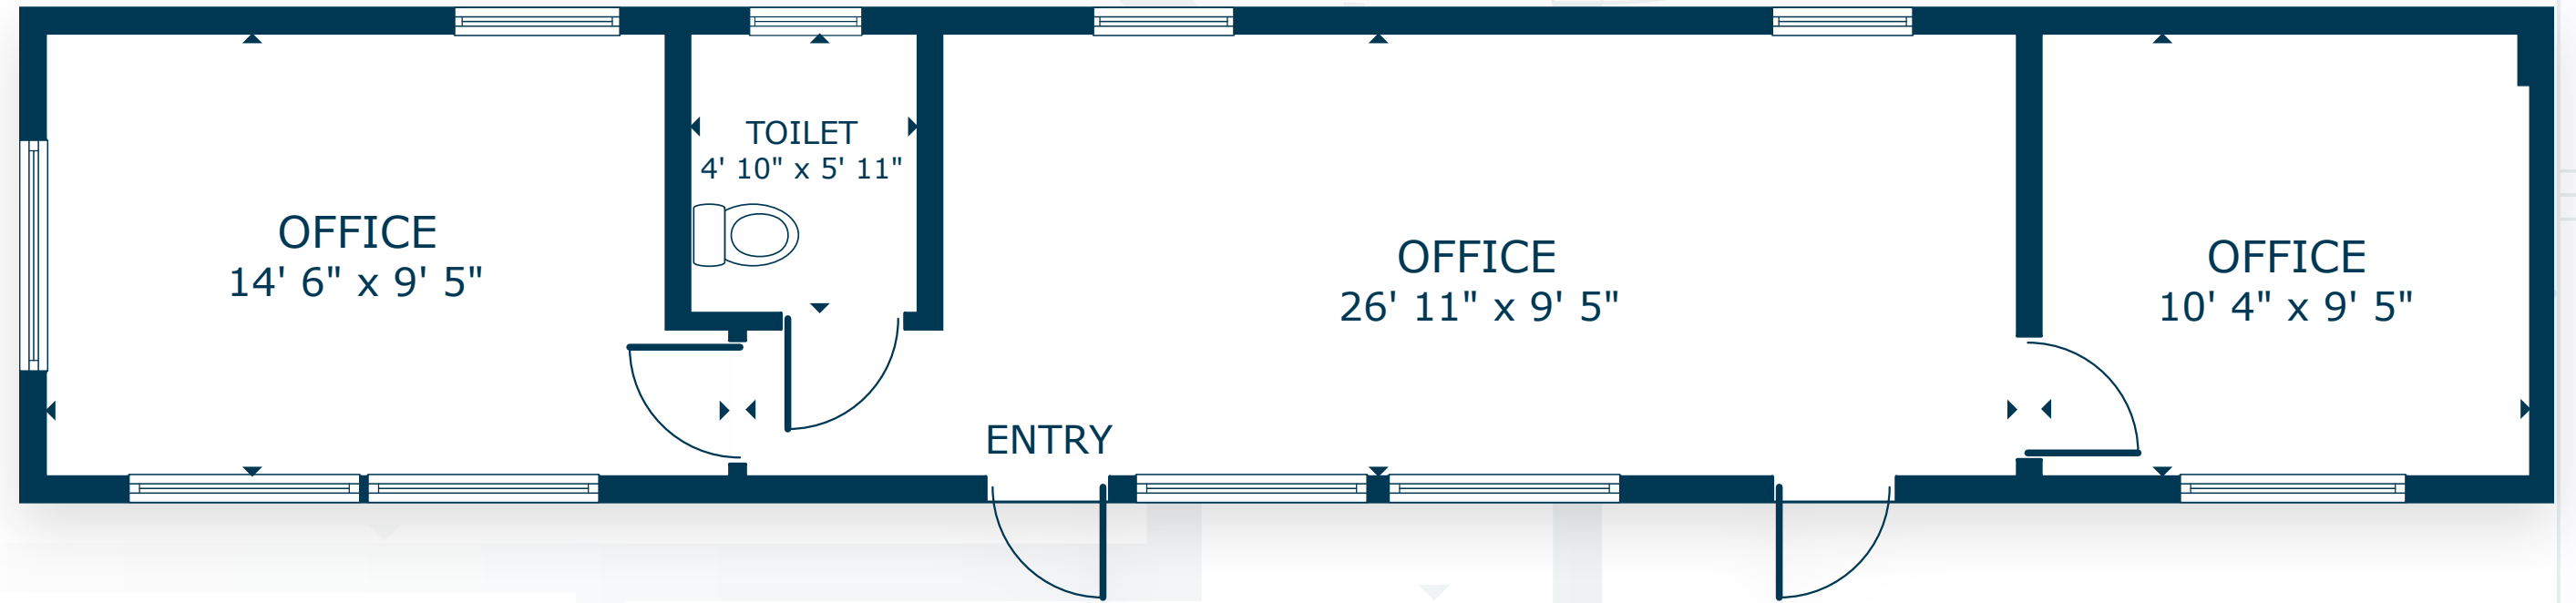 OFFICE
14' 6" x 9' 5"
TOILET
4' 10" x 5' 11"
OFFICE
26' 11" x 9' 5"
OFFICE
10' 4" x 9' 5"
ENTRY